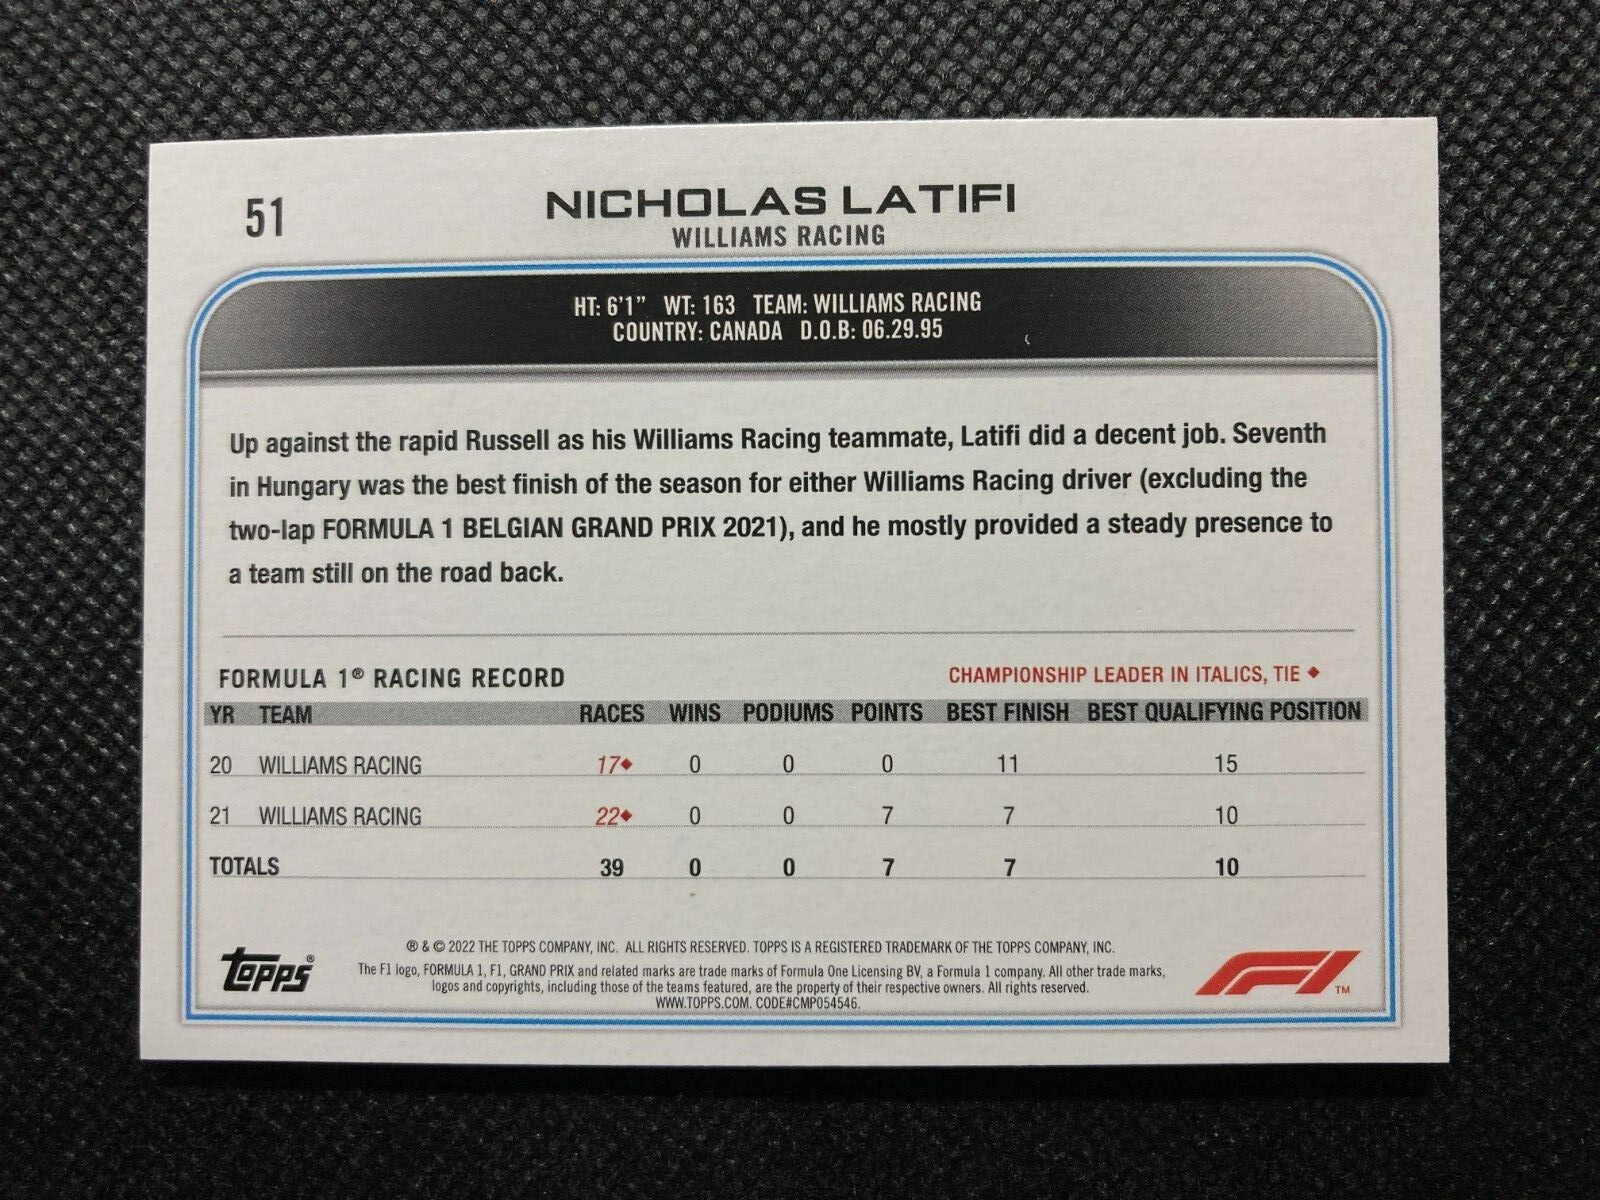 51
NICHOLAS LATIFI
WILLIAMS RACING
HT: 6'1" WT: 163 TEAM: WILLIAMS RACING
COUNTRY: CANADA D.O.B: 06.29.95
Up against the rapid Russell as his Williams Racing teammate, Latifi did a decent job. Seventh
in Hungary was the best finish of the season for either Williams Racing driver (excluding the
two-lap FORMULA 1 BELGIAN GRAND PRIX 2021), and he mostly provided a steady presence to
a team still on the road back.
FORMULA 1® RACING RECORD CHAMPIONSHIP LEADER IN ITALICS, TIE ◆
YR TEAM RACES WINS PODIUMS POINTS BEST FINISH BEST QUALIFYING POSITION
20 WILLIAMS RACING 17◆ 0 0 0 11 15
21 WILLIAMS RACING 22◆ 0 0 7 7 10
TOTALS 39 0 0 7 7 10
® & © 2022 THE TOPPS COMPANY, INC. ALL RIGHTS RESERVED. TOPPS IS A REGISTERED TRADEMARK OF THE TOPPS COMPANY, INC.
The F1 logo, FORMULA 1, F1, GRAND PRIX and related marks are trade marks of Formula One Licensing BV, a Formula 1 company. All other trade marks,
logos and copyrights, including those of the teams featured, are the property of their respective owners. All rights reserved.
WWW.TOPPS.COM. CODE#CMP054546.
Topps®
F1™